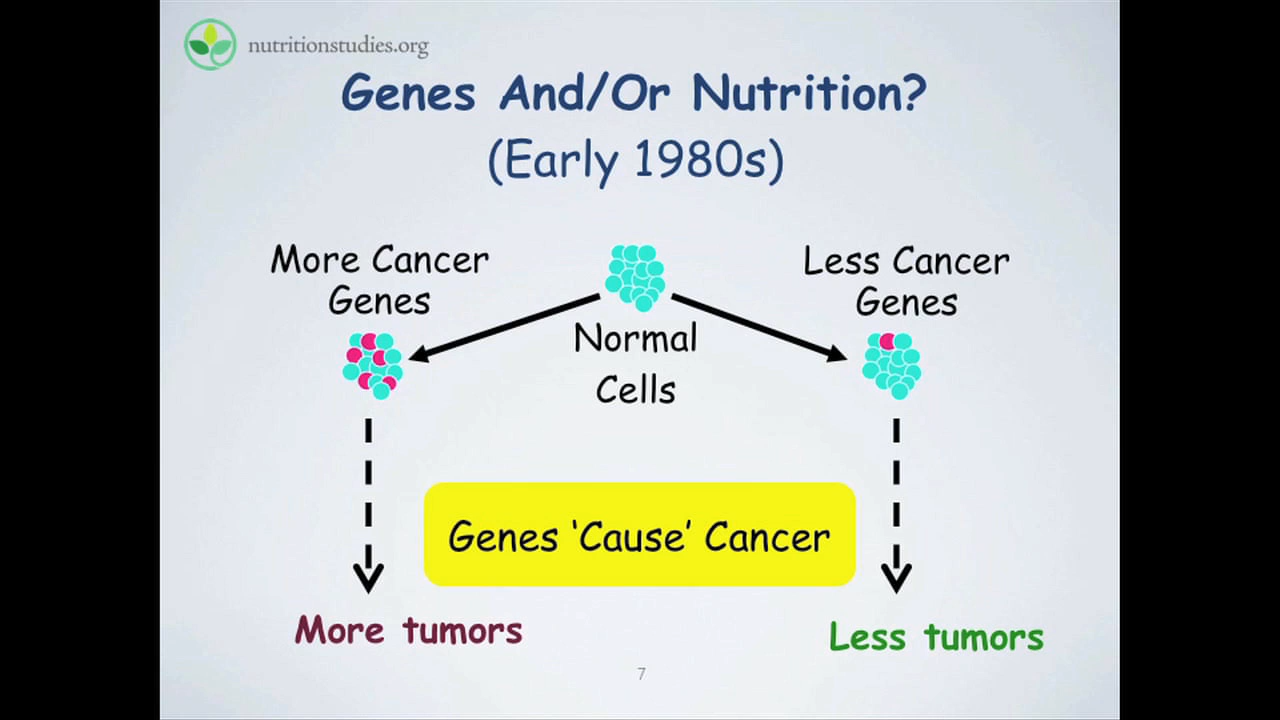 nutritionstudies.org
Genes And/Or Nutrition?
(Early 1980s)
More Cancer
Genes
Normal
Cells
Less Cancer
Genes
Genes ‘Cause’ Cancer
More tumors
Less tumors
7